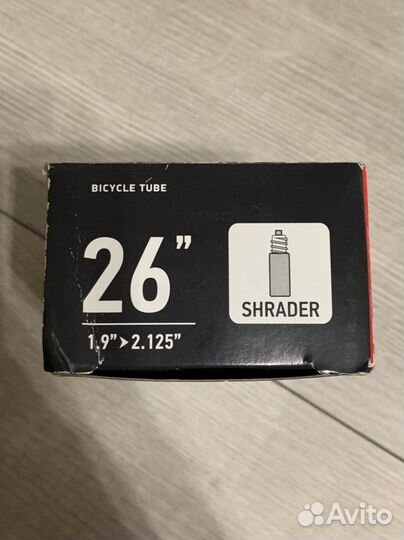 BICYCLE TUBE
26”
1.9”➤2.125”
SHRADER
Avito